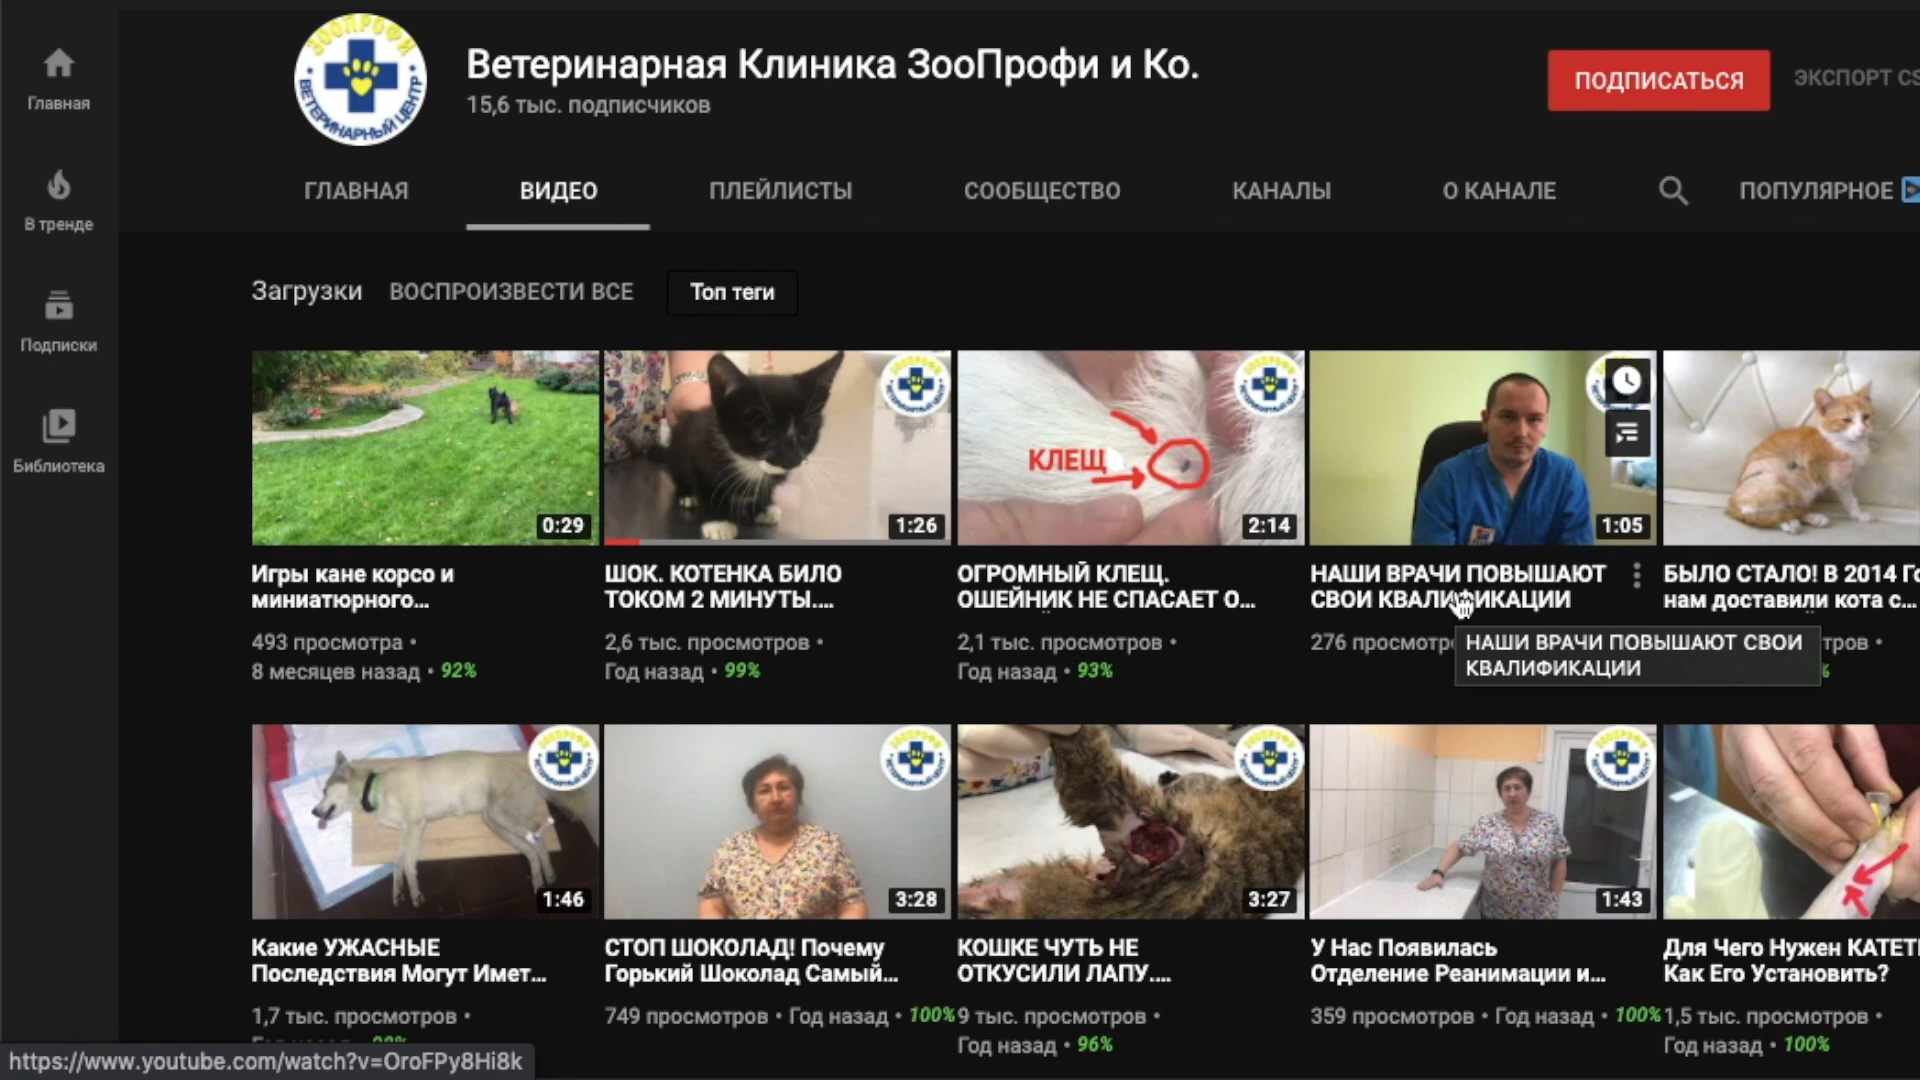 Главная
В тренде
Подписки
Библиотека
ЗООПРОФИ
ВЕТЕРИНАРНЫЙ ЦЕНТР
Ветеринарная Клиника ЗооПрофи и Ко.
15,6 тыс. подписчиков
ПОДПИСАТЬСЯ
ЭКСПОРТ CS
ГЛАВНАЯ
ВИДЕО
ПЛЕЙЛИСТЫ
СООБЩЕСТВО
КАНАЛЫ
О КАНАЛЕ
ПОПУЛЯРНОЕ
Загрузки
ВОСПРОИЗВЕСТИ ВСЕ
Топ теги
0:29
Игры кане корсо и
миниатюрного...
493 просмотра •
8 месяцев назад • 92%
1:26
ШОК. КОТЕНКА БИЛО
ТОКОМ 2 МИНУТЫ....
2,6 тыс. просмотров •
Год назад • 99%
КЛЕЩ
2:14
ОГРОМНЫЙ КЛЕЩ.
ОШЕЙНИК НЕ СПАСАЕТ О...
2,1 тыс. просмотров •
Год назад • 93%
1:05
НАШИ ВРАЧИ ПОВЫШАЮТ
СВОИ КВАЛИФИКАЦИИ
276 просмотр
НАШИ ВРАЧИ ПОВЫШАЮТ СВОИ
КВАЛИФИКАЦИИ
БЫЛО СТАЛО! В 2014 Го
нам доставили кота с...
тров •
1:46
Какие УЖАСНЫЕ
Последствия Могут Имет...
1,7 тыс. просмотров •
3:28
СТОП ШОКОЛАД! Почему
Горький Шоколад Самый...
749 просмотров • Год назад • 100%
3:27
КОШКЕ ЧУТЬ НЕ
ОТКУСИЛИ ЛАПУ....
9 тыс. просмотров •
Год назад • 96%
1:43
У Нас Появилась
Отделение Реанимации и...
359 просмотров • Год назад • 100%
Для Чего Нужен КАТЕТ
Как Его Установить?
1,5 тыс. просмотров •
Год назад • 100%
https://www.youtube.com/watch?v=OroFPy8Hi8k